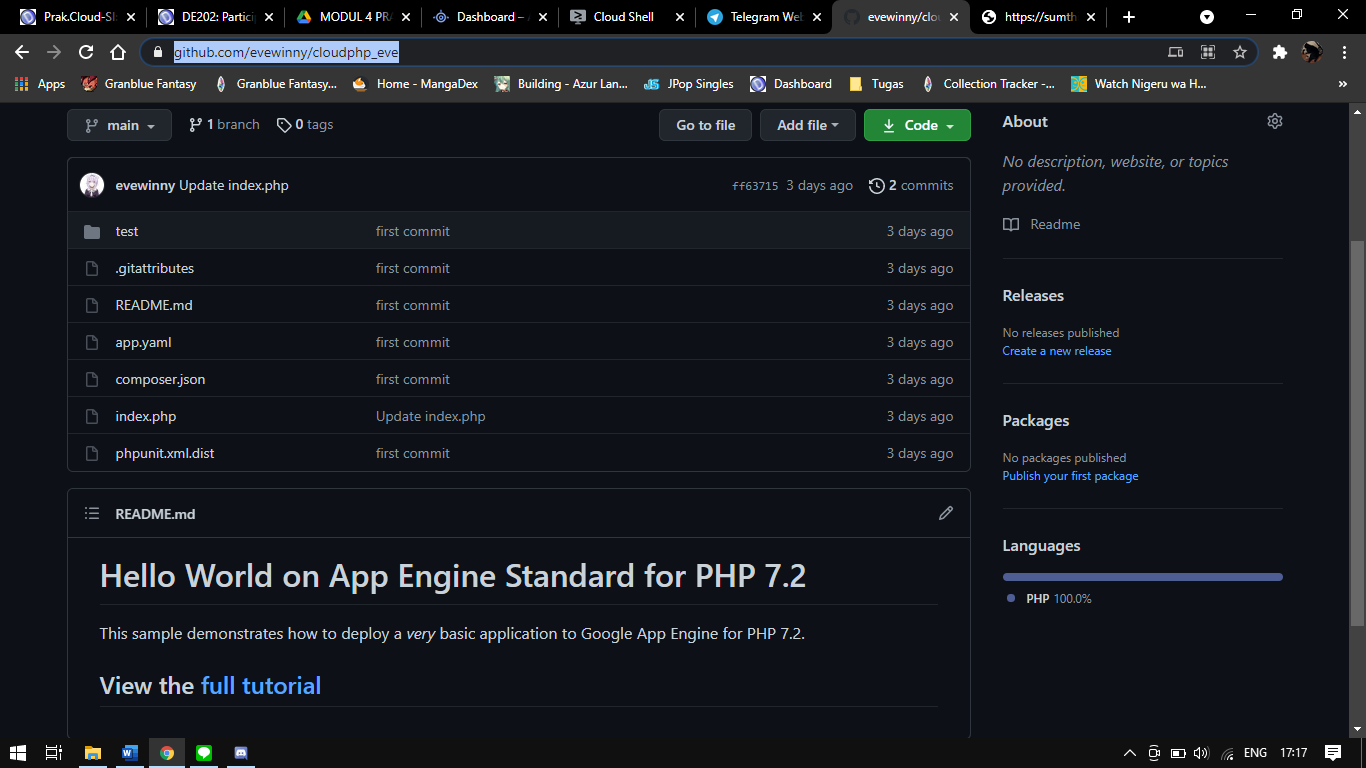 Prak.Cloud-Sl
DE202: Partici
MODUL 4 PRA
Dashboard –
Cloud Shell
Telegram Web
evewinny/clou
https://sumth
github.com/evewinny/cloudphp_eve
Apps
Granblue Fantasy
Granblue Fantasy...
Home - MangaDex
Building - Azur Lan...
JPop Singles
Dashboard
Tugas
Collection Tracker -...
Watch Nigeru wa H...
»
main
1 branch
0 tags
Go to file
Add file
Code
evewinny Update index.php
ff63715 3 days ago
2 commits
test first commit 3 days ago
.gitattributes first commit 3 days ago
README.md first commit 3 days ago
app.yaml first commit 3 days ago
composer.json first commit 3 days ago
index.php Update index.php 3 days ago
phpunit.xml.dist first commit 3 days ago
README.md
Hello World on App Engine Standard for PHP 7.2
This sample demonstrates how to deploy a very basic application to Google App Engine for PHP 7.2.
View the full tutorial
About
No description, website, or topics
provided.
Readme
Releases
No releases published
Create a new release
Packages
No packages published
Publish your first package
Languages
PHP 100.0%
ENG
17:17